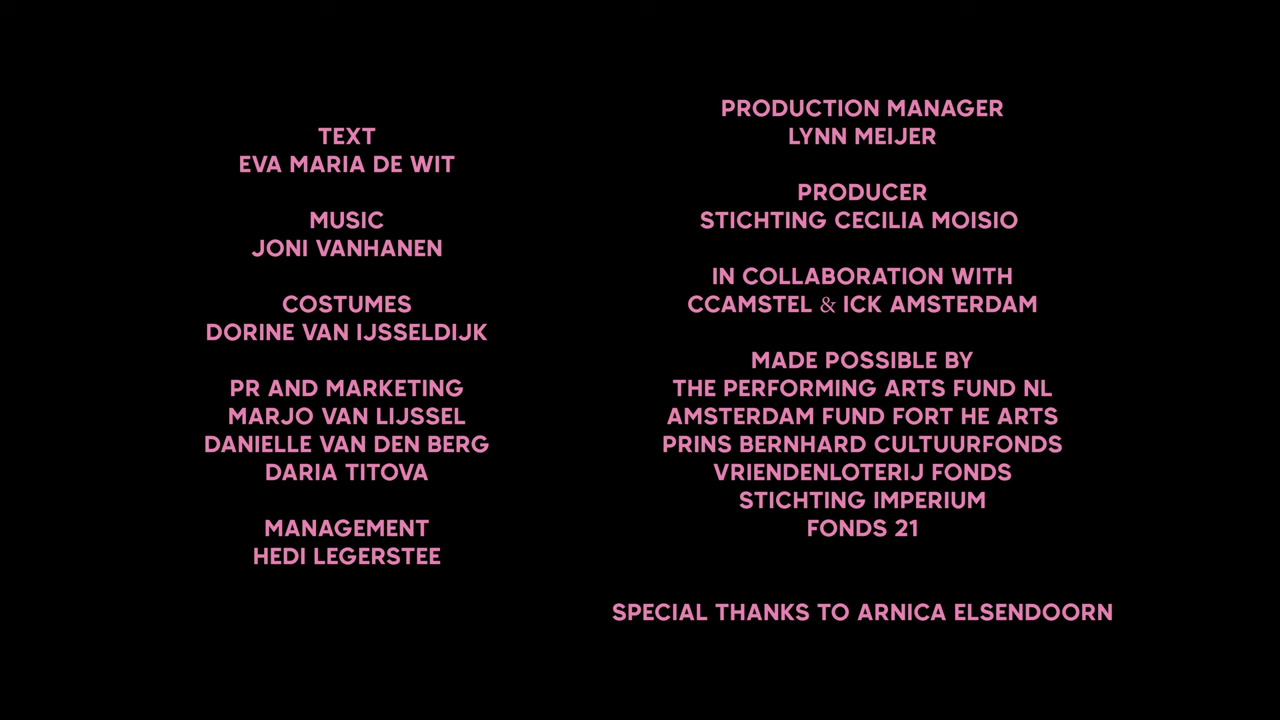 TEXT
EVA MARIA DE WIT
MUSIC
JONI VANHANEN
COSTUMES
DORINE VAN IJSSELDIJK
PR AND MARKETING
MARJO VAN LIJSSEL
DANIELLE VAN DEN BERG
DARIA TITOVA
MANAGEMENT
HEDI LEGERSTEE
PRODUCTION MANAGER
LYNN MEIJER
PRODUCER
STICHTING CECILIA MOISIO
IN COLLABORATION WITH
CCAMSTEL & ICK AMSTERDAM
MADE POSSIBLE BY
THE PERFORMING ARTS FUND NL
AMSTERDAM FUND FORT HE ARTS
PRINS BERNHARD CULTUURFONDS
VRIENDENLOTERIJ FONDS
STICHTING IMPERIUM
FONDS 21
SPECIAL THANKS TO ARNICA ELSENDOORN